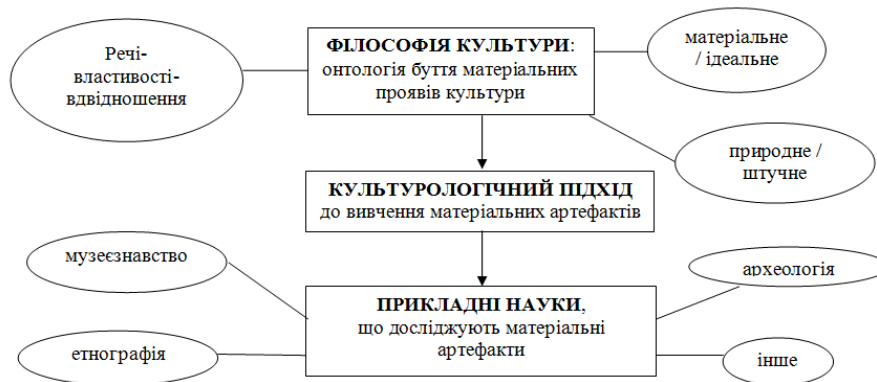 Речі-
властивості-
вдвідношення
ФІЛОСОФІЯ КУЛЬТУРИ:
онтологія буття матеріальних
проявів культури
матеріальне
/ ідеальне
природне /
штучне
КУЛЬТУРОЛОГІЧНИЙ ПІДХІД
до вивчення матеріальних артефактів
музеєзнавство
археологія
ПРИКЛАДНІ НАУКИ,
що досліджують матеріальні
артефакти
етнографія
інше